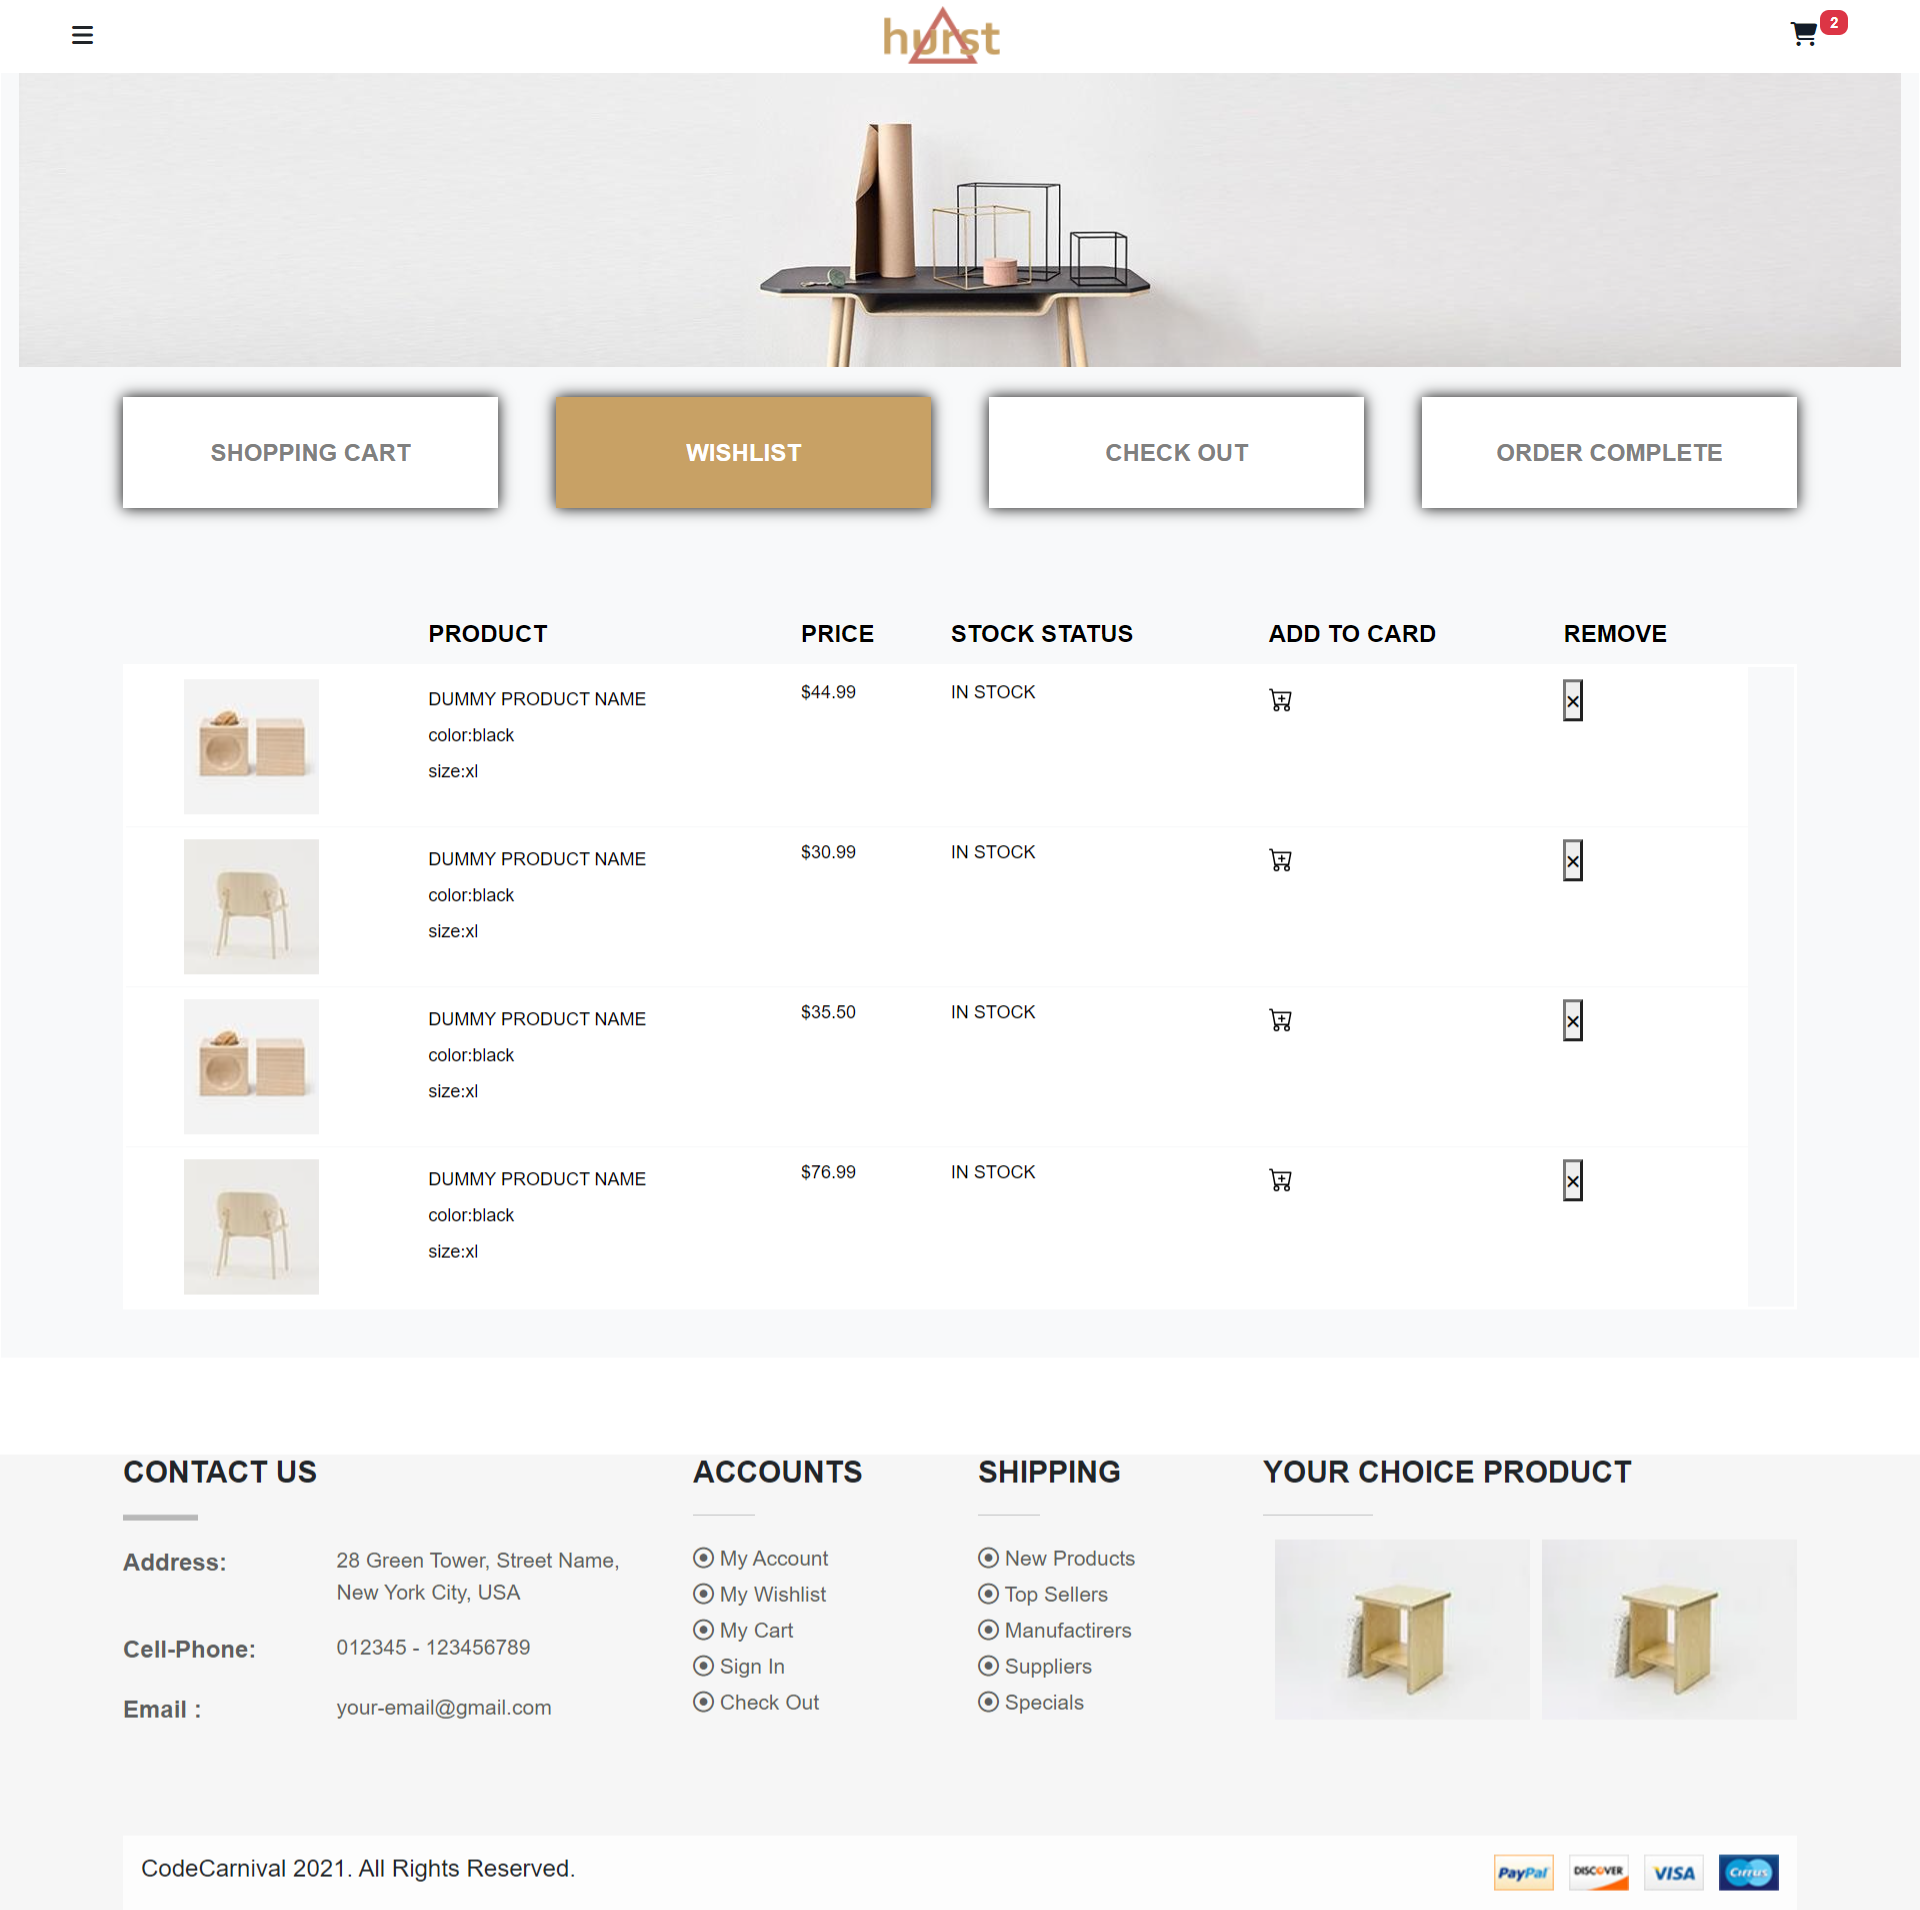 hurst
2
SHOPPING CART
WISHLIST
CHECK OUT
ORDER COMPLETE
PRODUCT PRICE STOCK STATUS ADD TO CARD REMOVE
DUMMY PRODUCT NAME $44.99 IN STOCK
color:black
size:xl
DUMMY PRODUCT NAME $30.99 IN STOCK
color:black
size:xl
DUMMY PRODUCT NAME $35.50 IN STOCK
color:black
size:xl
DUMMY PRODUCT NAME $76.99 IN STOCK
color:black
size:xl
CONTACT US
Address: 28 Green Tower, Street Name,
New York City, USA
Cell-Phone: 012345 - 123456789
Email : your-email@gmail.com
ACCOUNTS
My Account
My Wishlist
My Cart
Sign In
Check Out
SHIPPING
New Products
Top Sellers
Manufactirers
Suppliers
Specials
YOUR CHOICE PRODUCT
CodeCarnival 2021. All Rights Reserved.
PayPal
DISCOVER
VISA
Cirrus